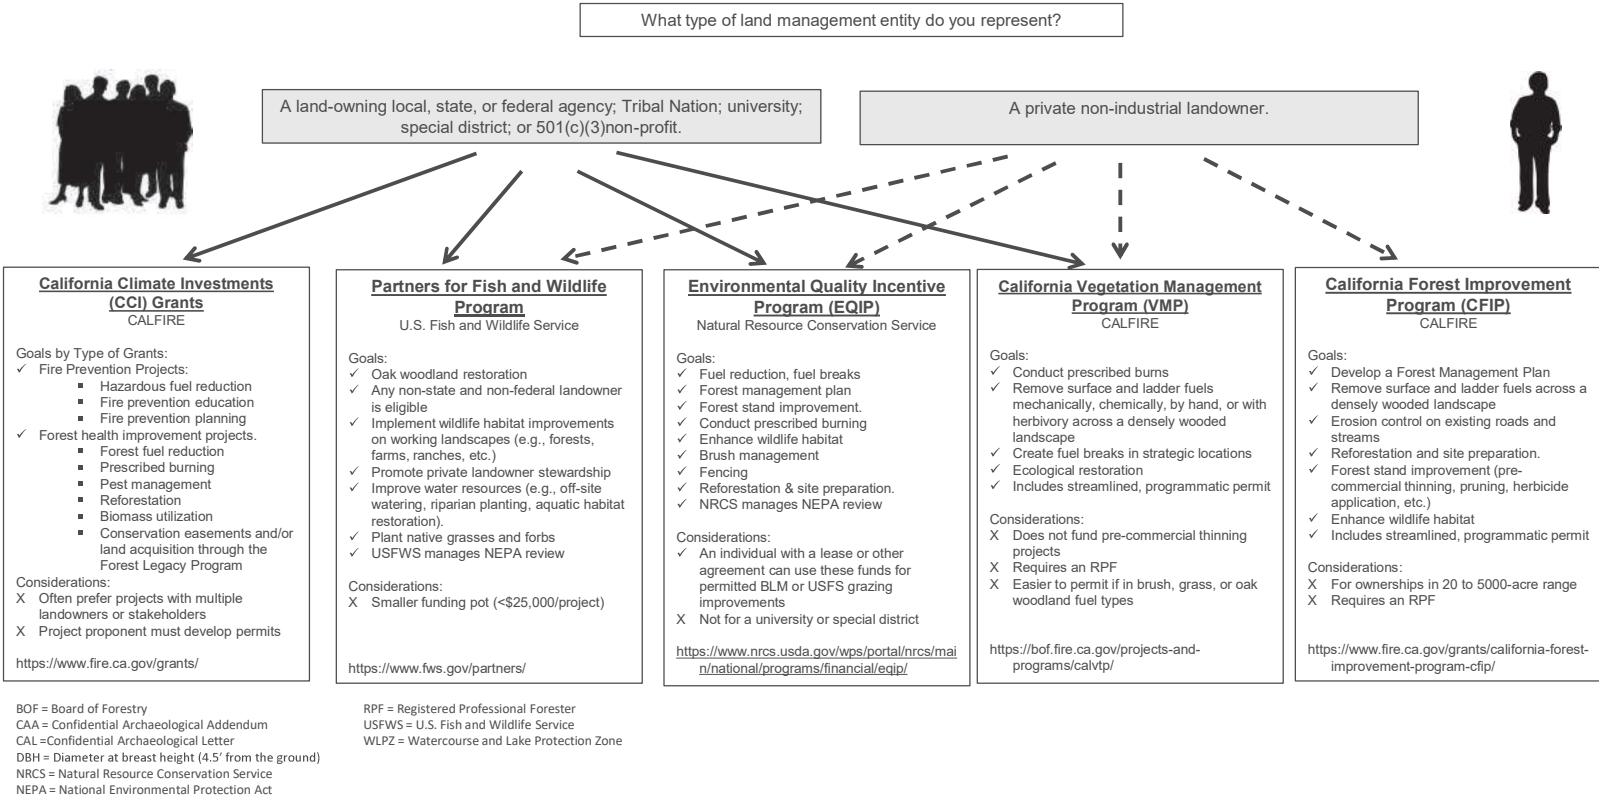 What type of land management entity do you represent?
A land-owning local, state, or federal agency; Tribal Nation; university;
special district; or 501(c)(3)non-profit.
A private non-industrial landowner.
California Climate Investments
(CCI) Grants
CALFIRE
Goals by Type of Grants:
✓ Fire Prevention Projects:
▪ Hazardous fuel reduction
▪ Fire prevention education
▪ Fire prevention planning
✓ Forest health improvement projects.
▪ Forest fuel reduction
▪ Prescribed burning
▪ Pest management
▪ Reforestation
▪ Biomass utilization
▪ Conservation easements and/or
land acquisition through the
Forest Legacy Program
Considerations:
X Often prefer projects with multiple
landowners or stakeholders
X Project proponent must develop permits
https://www.fire.ca.gov/grants/
Partners for Fish and Wildlife
Program
U.S. Fish and Wildlife Service
Goals:
✓ Oak woodland restoration
✓ Any non-state and non-federal landowner
is eligible
✓ Implement wildlife habitat improvements
on working landscapes (e.g., forests,
farms, ranches, etc.)
✓ Promote private landowner stewardship
✓ Improve water resources (e.g., off-site
watering, riparian planting, aquatic habitat
restoration).
✓ Plant native grasses and forbs
✓ USFWS manages NEPA review
Considerations:
X Smaller funding pot (<$25,000/project)
https://www.fws.gov/partners/
Environmental Quality Incentive
Program (EQIP)
Natural Resource Conservation Service
Goals:
✓ Fuel reduction, fuel breaks
✓ Forest management plan
✓ Forest stand improvement.
✓ Conduct prescribed burning
✓ Enhance wildlife habitat
✓ Brush management
✓ Fencing
✓ Reforestation & site preparation.
✓ NRCS manages NEPA review
Considerations:
✓ An individual with a lease or other
agreement can use these funds for
permitted BLM or USFS grazing
improvements
X Not for a university or special district
https://www.nrcs.usda.gov/wps/portal/nrcs/mai
n/national/programs/financial/eqip/
California Vegetation Management
Program (VMP)
CALFIRE
Goals:
✓ Conduct prescribed burns
✓ Remove surface and ladder fuels
mechanically, chemically, by hand, or with
herbivory across a densely wooded
landscape
✓ Create fuel breaks in strategic locations
✓ Ecological restoration
✓ Includes streamlined, programmatic permit
Considerations:
X Does not fund pre-commercial thinning
projects
X Requires an RPF
X Easier to permit if in brush, grass, or oak
woodland fuel types
https://bof.fire.ca.gov/projects-and-
programs/calvtp/
California Forest Improvement
Program (CFIP)
CALFIRE
Goals:
✓ Develop a Forest Management Plan
✓ Remove surface and ladder fuels across a
densely wooded landscape
✓ Erosion control on existing roads and
streams
✓ Reforestation and site preparation.
✓ Forest stand improvement (pre-
commercial thinning, pruning, herbicide
application, etc.)
✓ Enhance wildlife habitat
✓ Includes streamlined, programmatic permit
Considerations:
X For ownerships in 20 to 5000-acre range
X Requires an RPF
https://www.fire.ca.gov/grants/california-forest-
improvement-program-cfip/
BOF = Board of Forestry
CAA = Confidential Archaeological Addendum
CAL =Confidential Archaeological Letter
DBH = Diameter at breast height (4.5' from the ground)
NRCS = Natural Resource Conservation Service
NEPA = National Environmental Protection Act
RPF = Registered Professional Forester
USFWS = U.S. Fish and Wildlife Service
WLPZ = Watercourse and Lake Protection Zone